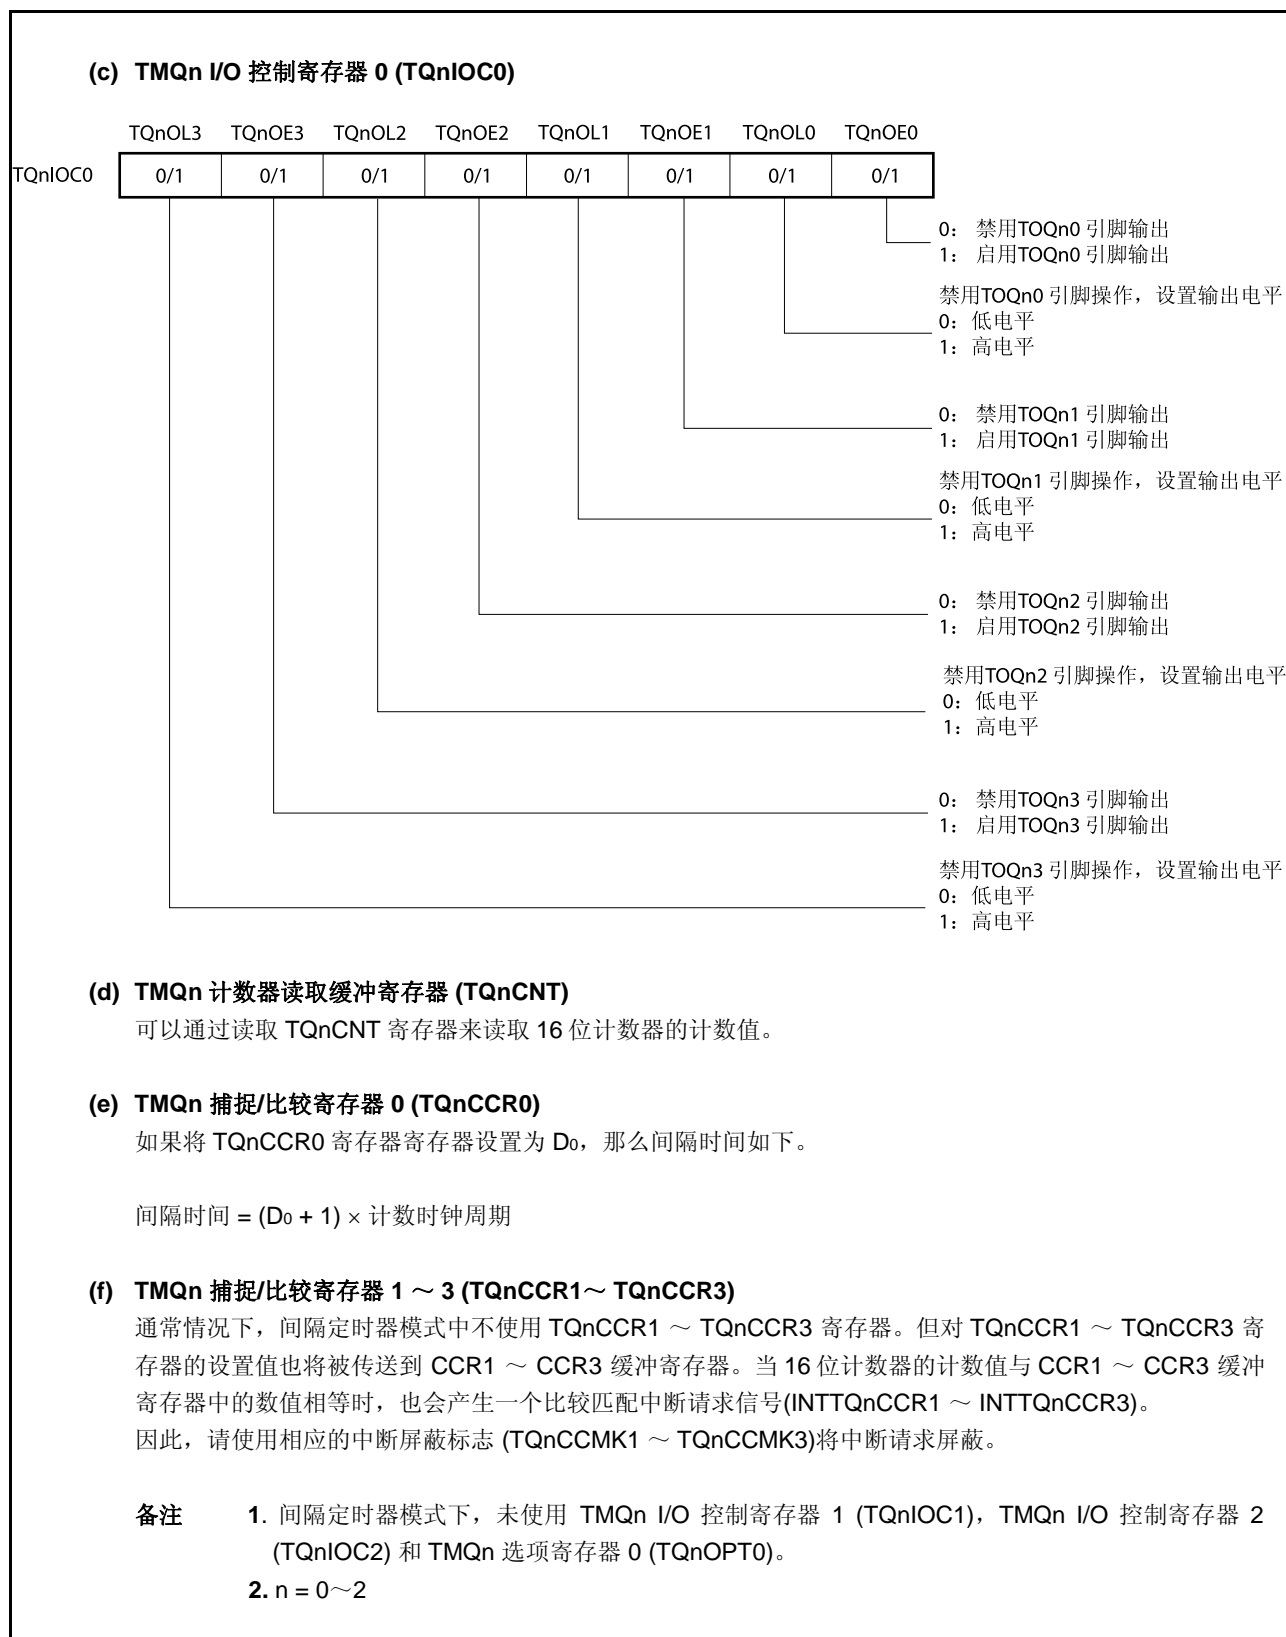 (c) TMQn I/O 控制寄存器 0 (TQnIOC0)
TQnOL3 TQnOE3 TQnOL2 TQnOE2 TQnOL1 TQnOE1 TQnOL0 TQnOE0
TQnIOC0 0/1 0/1 0/1 0/1 0/1 0/1 0/1 0/1
0： 禁用TOQn0 引脚输出
1： 启用TOQn0 引脚输出
禁用TOQn0 引脚操作，设置输出电平
0：低电平
1：高电平
0： 禁用TOQn1 引脚输出
1： 启用TOQn1 引脚输出
禁用TOQn1 引脚操作，设置输出电平
0：低电平
1：高电平
0： 禁用TOQn2 引脚输出
1： 启用TOQn2 引脚输出
禁用TOQn2 引脚操作，设置输出电平
0：低电平
1：高电平
0： 禁用TOQn3 引脚输出
1： 启用TOQn3 引脚输出
禁用TOQn3 引脚操作，设置输出电平
0：低电平
1：高电平
(d) TMQn 计数器读取缓冲寄存器 (TQnCNT)
可以通过读取 TQnCNT 寄存器来读取 16 位计数器的计数值。
(e) TMQn 捕捉/比较寄存器 0 (TQnCCR0)
如果将 TQnCCR0 寄存器寄存器设置为 D0，那么间隔时间如下。
间隔时间 = (D0 + 1) × 计数时钟周期
(f) TMQn 捕捉/比较寄存器 1 ～ 3 (TQnCCR1～ TQnCCR3)
通常情况下，间隔定时器模式中不使用 TQnCCR1 ～ TQnCCR3 寄存器。但对 TQnCCR1 ～ TQnCCR3 寄
存器的设置值也将被传送到 CCR1 ～ CCR3 缓冲寄存器。当 16 位计数器的计数值与 CCR1 ～ CCR3 缓冲
寄存器中的数值相等时，也会产生一个比较匹配中断请求信号(INTTQnCCR1 ～ INTTQnCCR3)。
因此，请使用相应的中断屏蔽标志 (TQnCCMK1 ～ TQnCCMK3)将中断请求屏蔽。
备注 1. 间隔定时器模式下，未使用 TMQn I/O 控制寄存器 1 (TQnIOC1)，TMQn I/O 控制寄存器 2
(TQnIOC2) 和 TMQn 选项寄存器 0 (TQnOPT0)。
2. n = 0～2